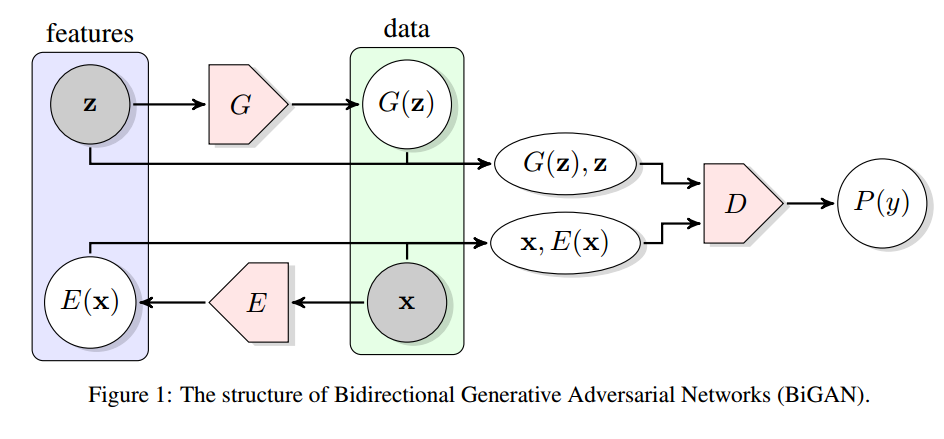 features
data
z
G
G(z)
G(z), z
D
P(y)
x, E(x)
E(x)
E
x
Figure 1: The structure of Bidirectional Generative Adversarial Networks (BiGAN).